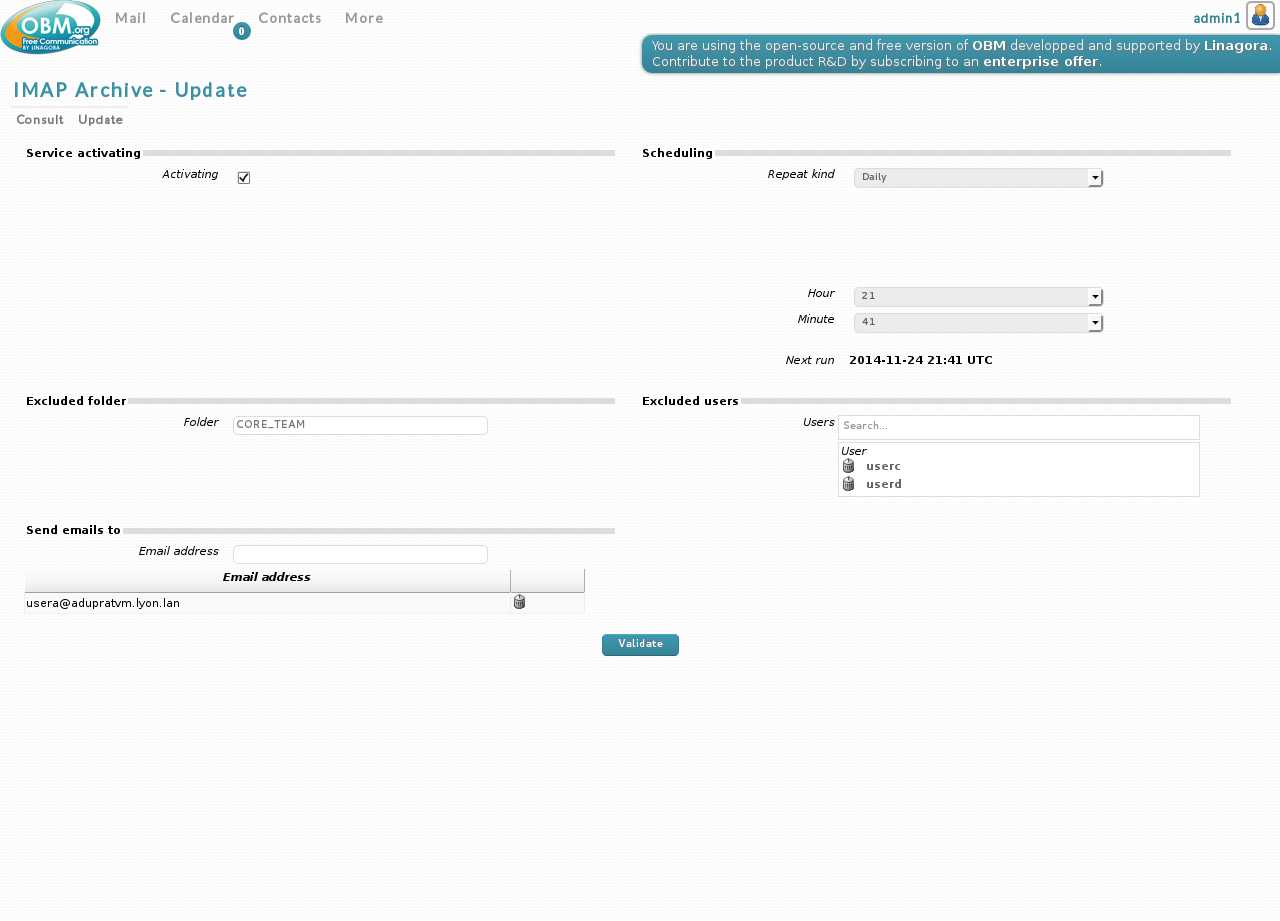 OBM.org
Free Communication
BY LINAGORA
Mail Calendar 0 Contacts More
admin1
You are using the open-source and free version of OBM developped and supported by Linagora.
Contribute to the product R&D by subscribing to an enterprise offer.
IMAP Archive - Update
Consult Update
Service activating
Activating
Scheduling
Repeat kind Daily
Hour 21
Minute 41
Next run 2014-11-24 21:41 UTC
Excluded folder
Folder CORE_TEAM
Excluded users
Users Search...
User
userc
userd
Send emails to
Email address
Email address
usera@adupratvm.lyon.lan
Validate